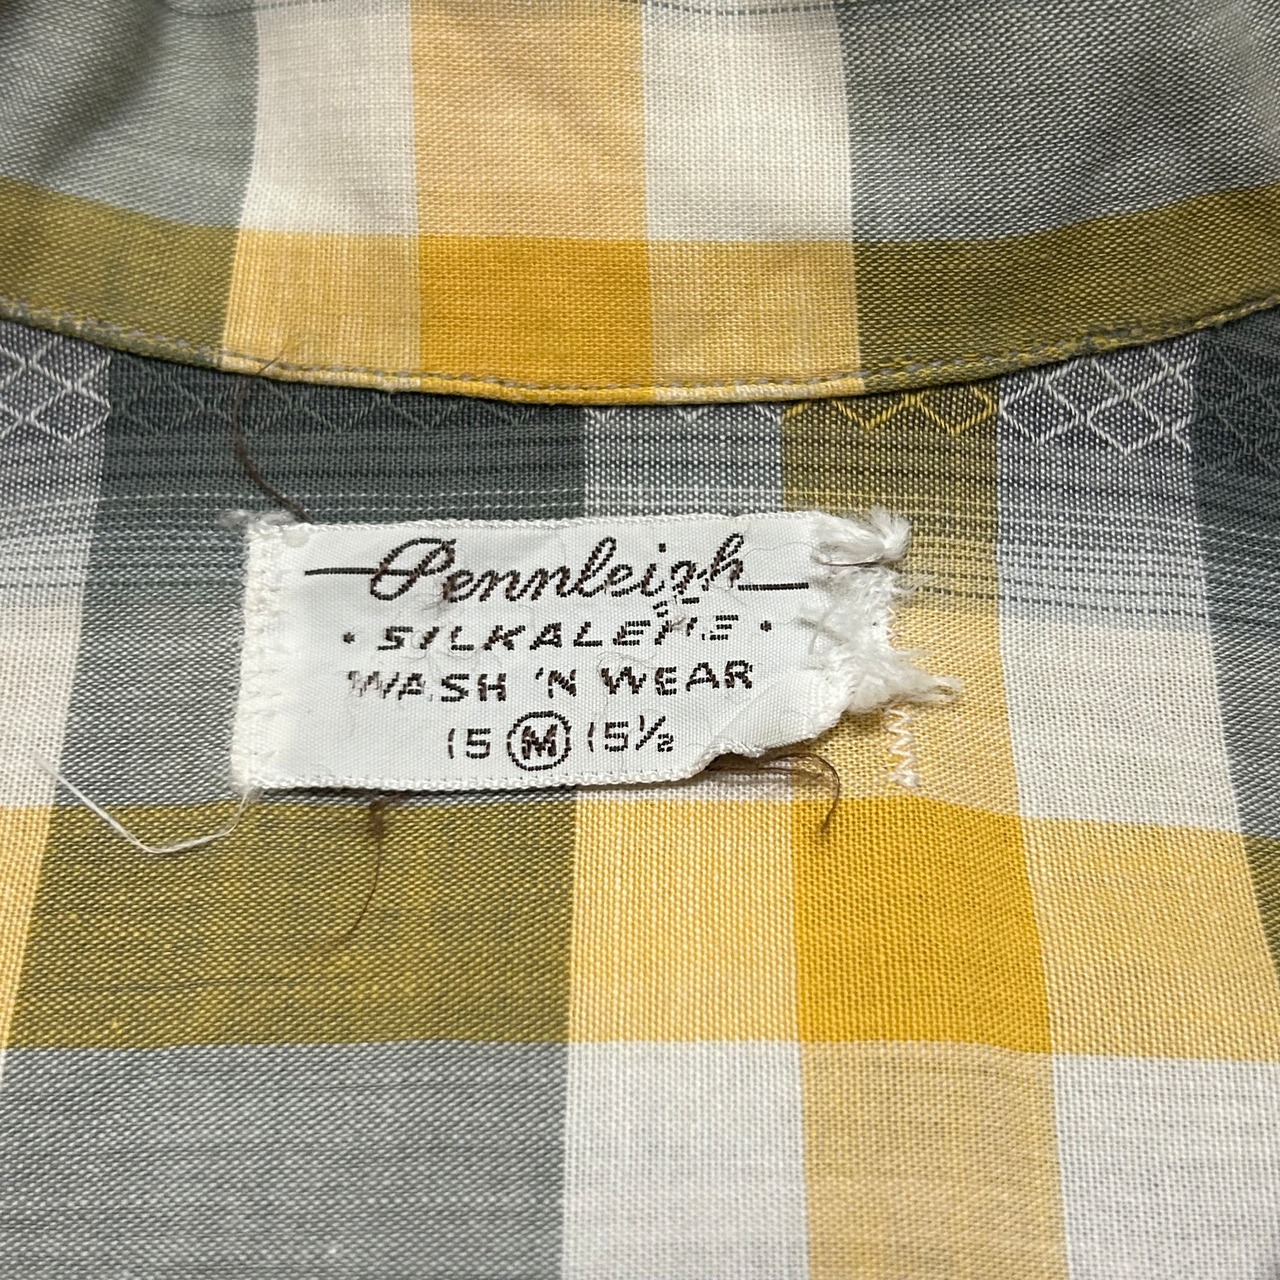 Pennleigh
• SILKALENE •
WASH 'N WEAR
15 M 15½